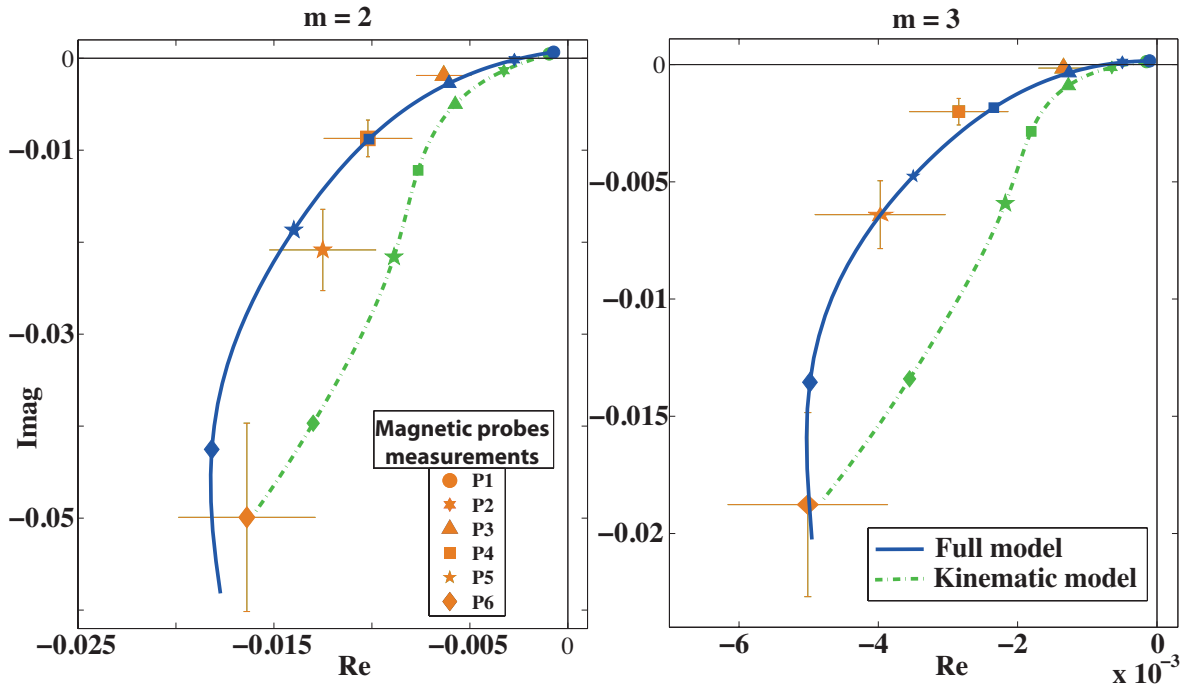 m = 2
0
−0.01
−0.03
−0.05
Imag
−0.025
−0.015
−0.005
0
Re
Magnetic probes
measurements
P1
P2
P3
P4
P5
P6
m = 3
0
−0.005
−0.01
−0.015
−0.02
−6
−4
−2
0
Re
x 10⁻³
Full model
Kinematic model